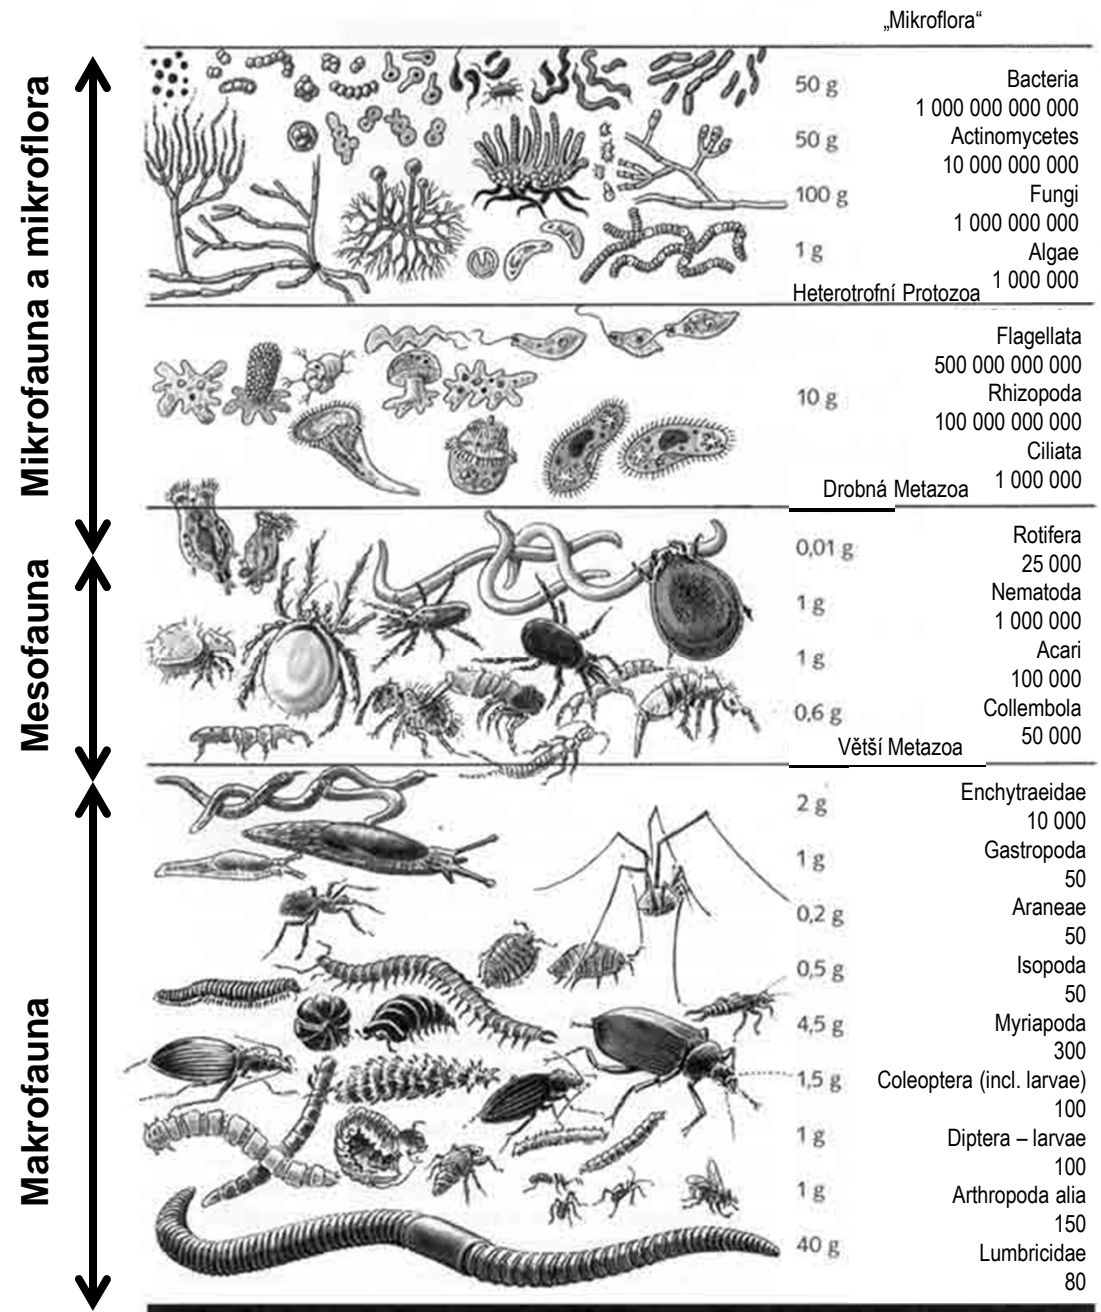 „Mikroflora“
Mikrofauna a mikroflora
50 g
Bacteria
1 000 000 000 000
50 g
Actinomycetes
10 000 000 000
100 g
Fungi
1 000 000 000
1 g
Algae
1 000 000
Heterotrofní Protozoa
Flagellata
500 000 000 000
10 g
Rhizopoda
100 000 000 000
Ciliata
1 000 000
Drobná Metazoa
Mesofauna
0,01 g
Rotifera
25 000
1 g
Nematoda
1 000 000
1 g
Acari
100 000
0,6 g
Collembola
50 000
Větší Metazoa
Makrofauna
2 g
Enchytraeidae
10 000
1 g
Gastropoda
50
0,2 g
Araneae
50
0,5 g
Isopoda
50
4,5 g
Myriapoda
300
1,5 g
Coleoptera (incl. larvae)
100
1 g
Diptera – larvae
100
1 g
Arthropoda alia
150
40 g
Lumbricidae
80